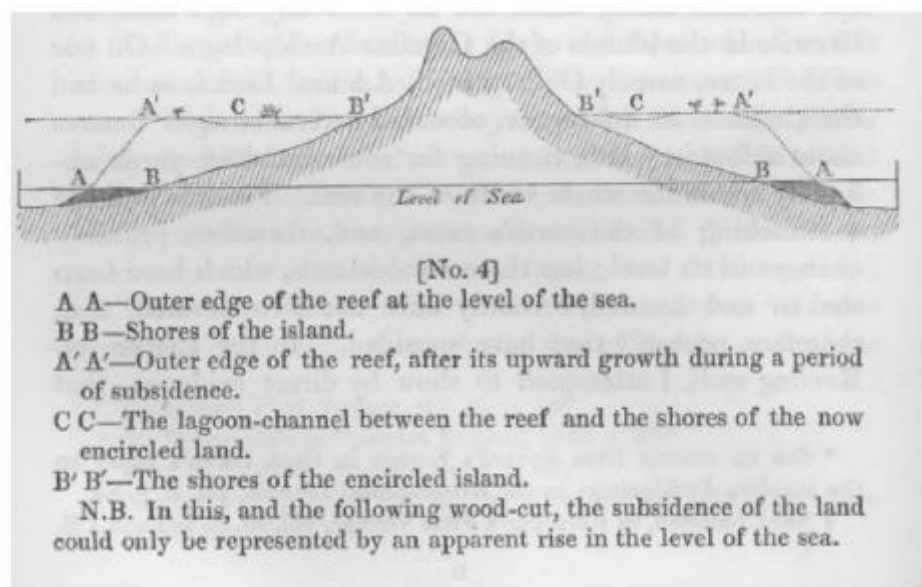 A' C B' B' C A'
A B B A
Level of Sea
[No. 4]
A A—Outer edge of the reef at the level of the sea.
B B—Shores of the island.
A' A'—Outer edge of the reef, after its upward growth during a period
of subsidence.
C C—The lagoon-channel between the reef and the shores of the now
encircled land.
B' B'—The shores of the encircled island.
N.B. In this, and the following wood-cut, the subsidence of the land
could only be represented by an apparent rise in the level of the sea.